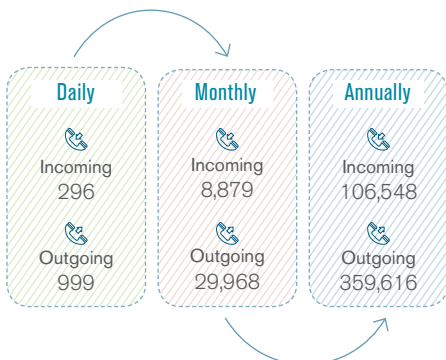 Daily
Incoming
296
Outgoing
999
Monthly
Incoming
8,879
Outgoing
29,968
Annually
Incoming
106,548
Outgoing
359,616